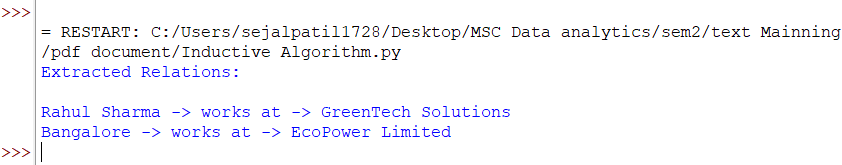 >>>
= RESTART: C:/Users/sejalpatil1728/Desktop/MSC Data analytics/sem2/text Mainning
/pdf document/Inductive Algorithm.py
Extracted Relations:
Rahul Sharma -> works at -> GreenTech Solutions
Bangalore -> works at -> EcoPower Limited
>>>